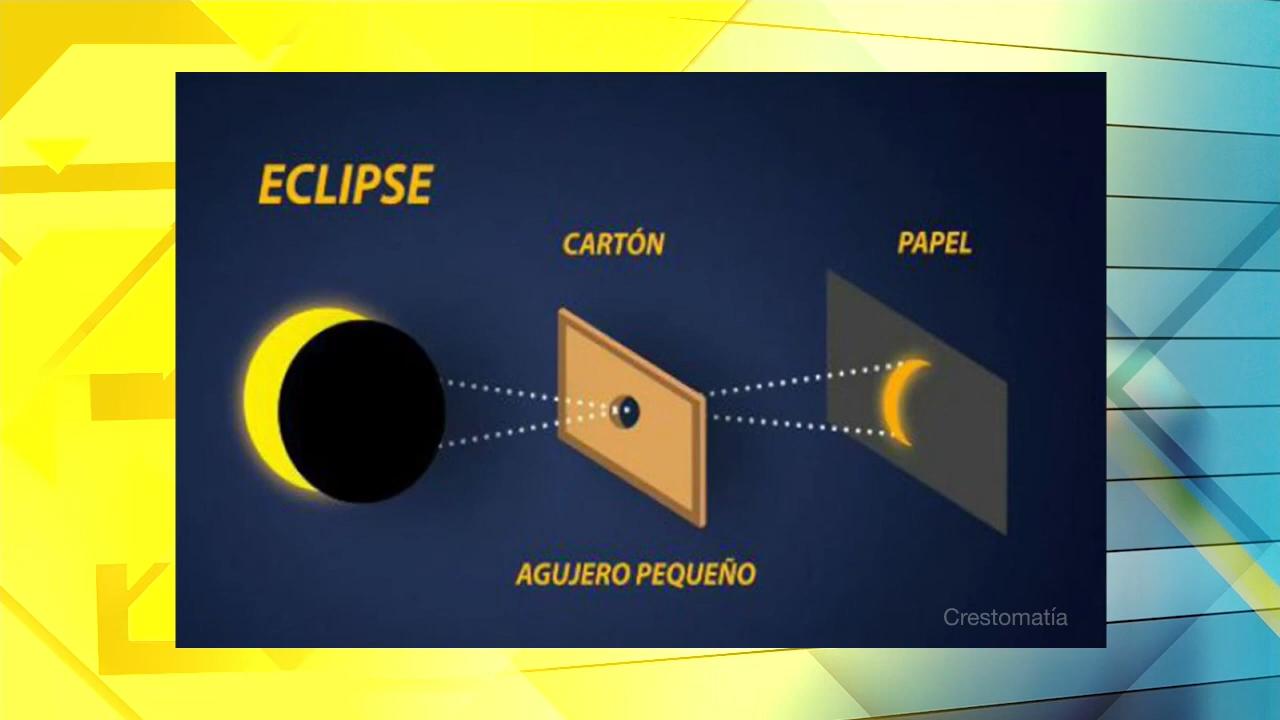 ECLIPSE
CARTÓN
PAPEL
AGUJERO PEQUEÑO
Crestomatía